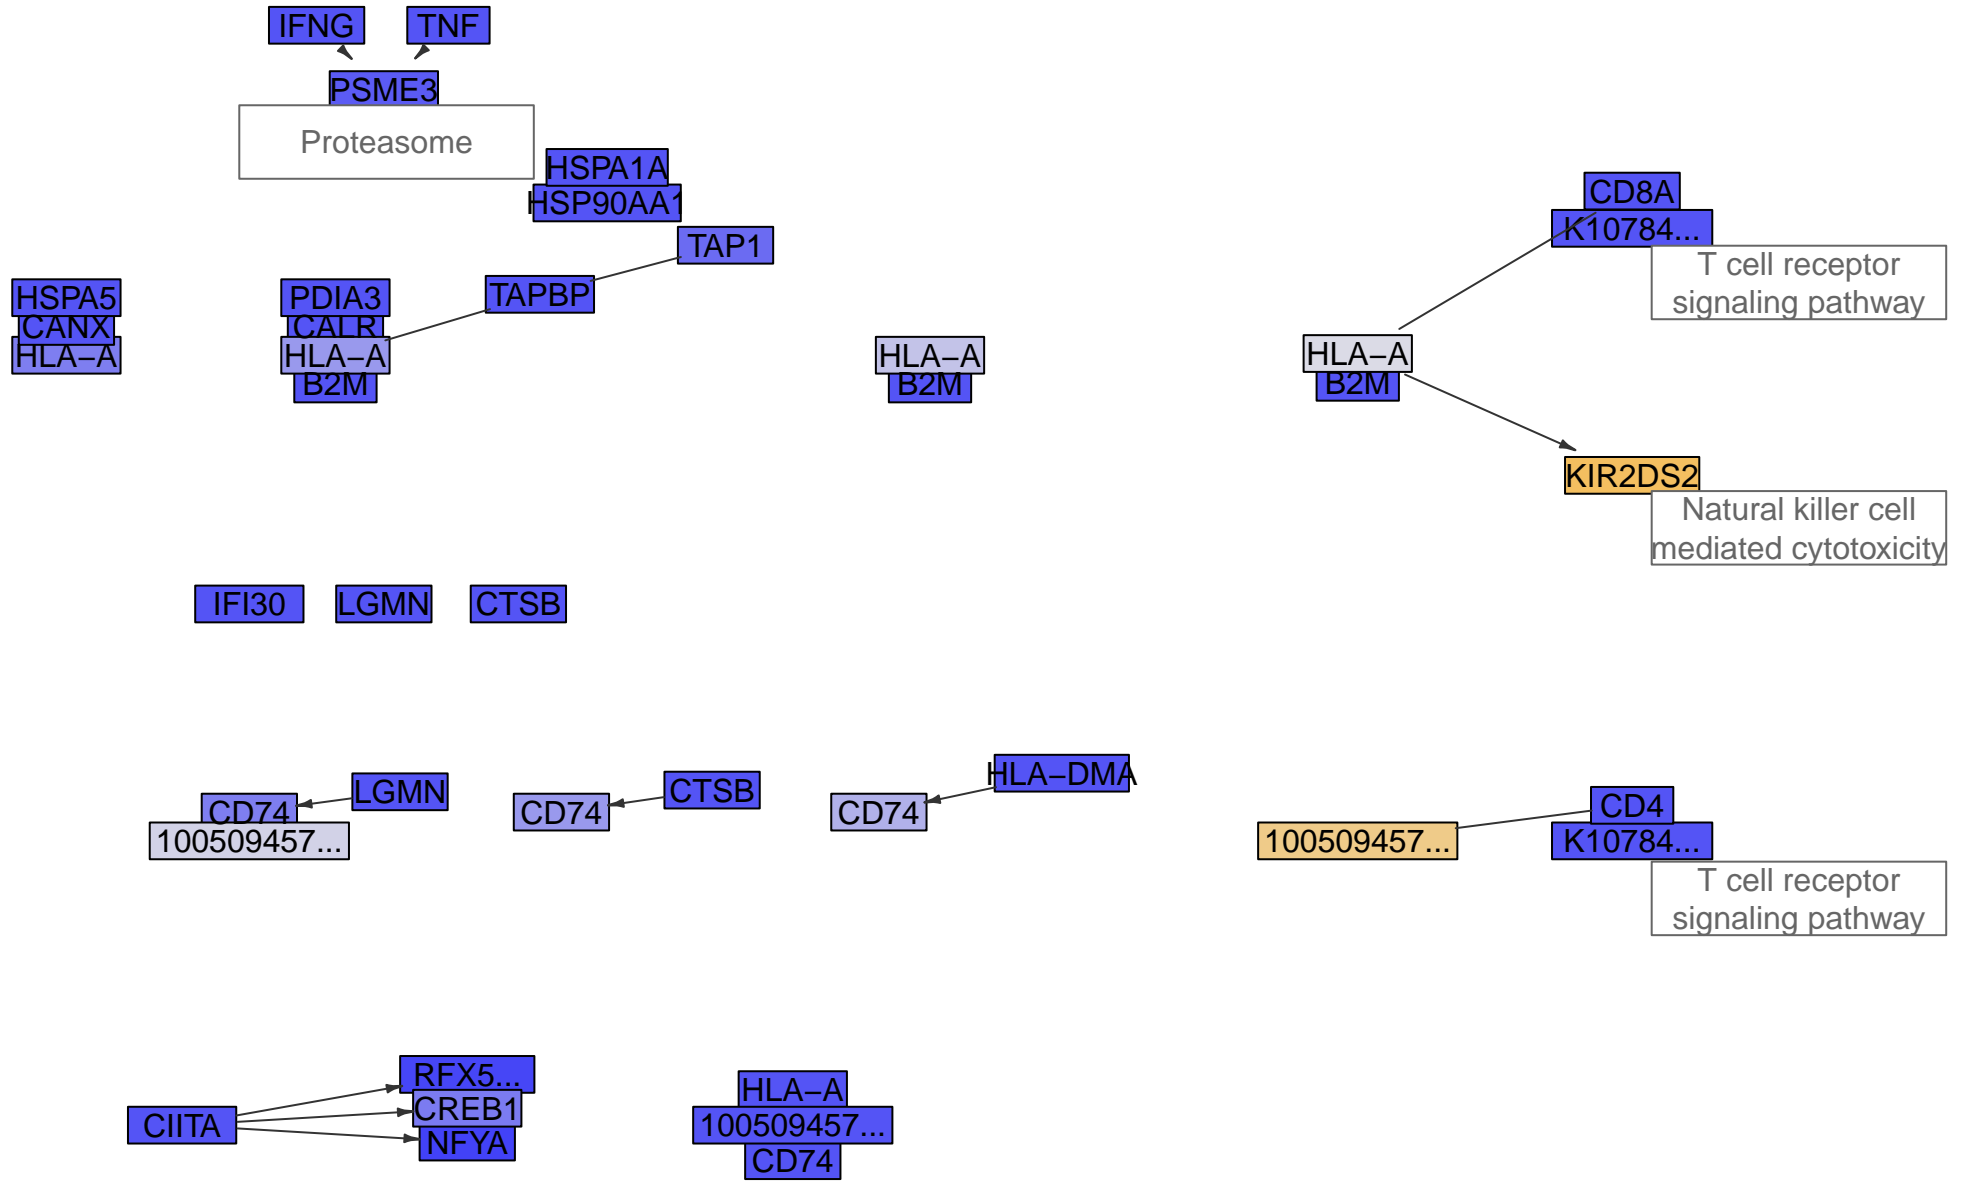 IFNG
TNF
PSME3
Proteasome
HSPA1A
HSP90AA1
TAP1
TAPBP
HSPA5
CANX
HLA−A
PDIA3
CALR
HLA−A
B2M
HLA−A
B2M
CD8A
K10784...
T cell receptor
signaling pathway
HLA−A
B2M
KIR2DS2
Natural killer cell
mediated cytotoxicity
IFI30
LGMN
CTSB
LGMN
CD74
100509457...
CTSB
CD74
HLA−DMA
CD74
CD4
100509457...
K10784...
T cell receptor
signaling pathway
CIITA
RFX5...
CREB1
NFYA
HLA−A
100509457...
CD74